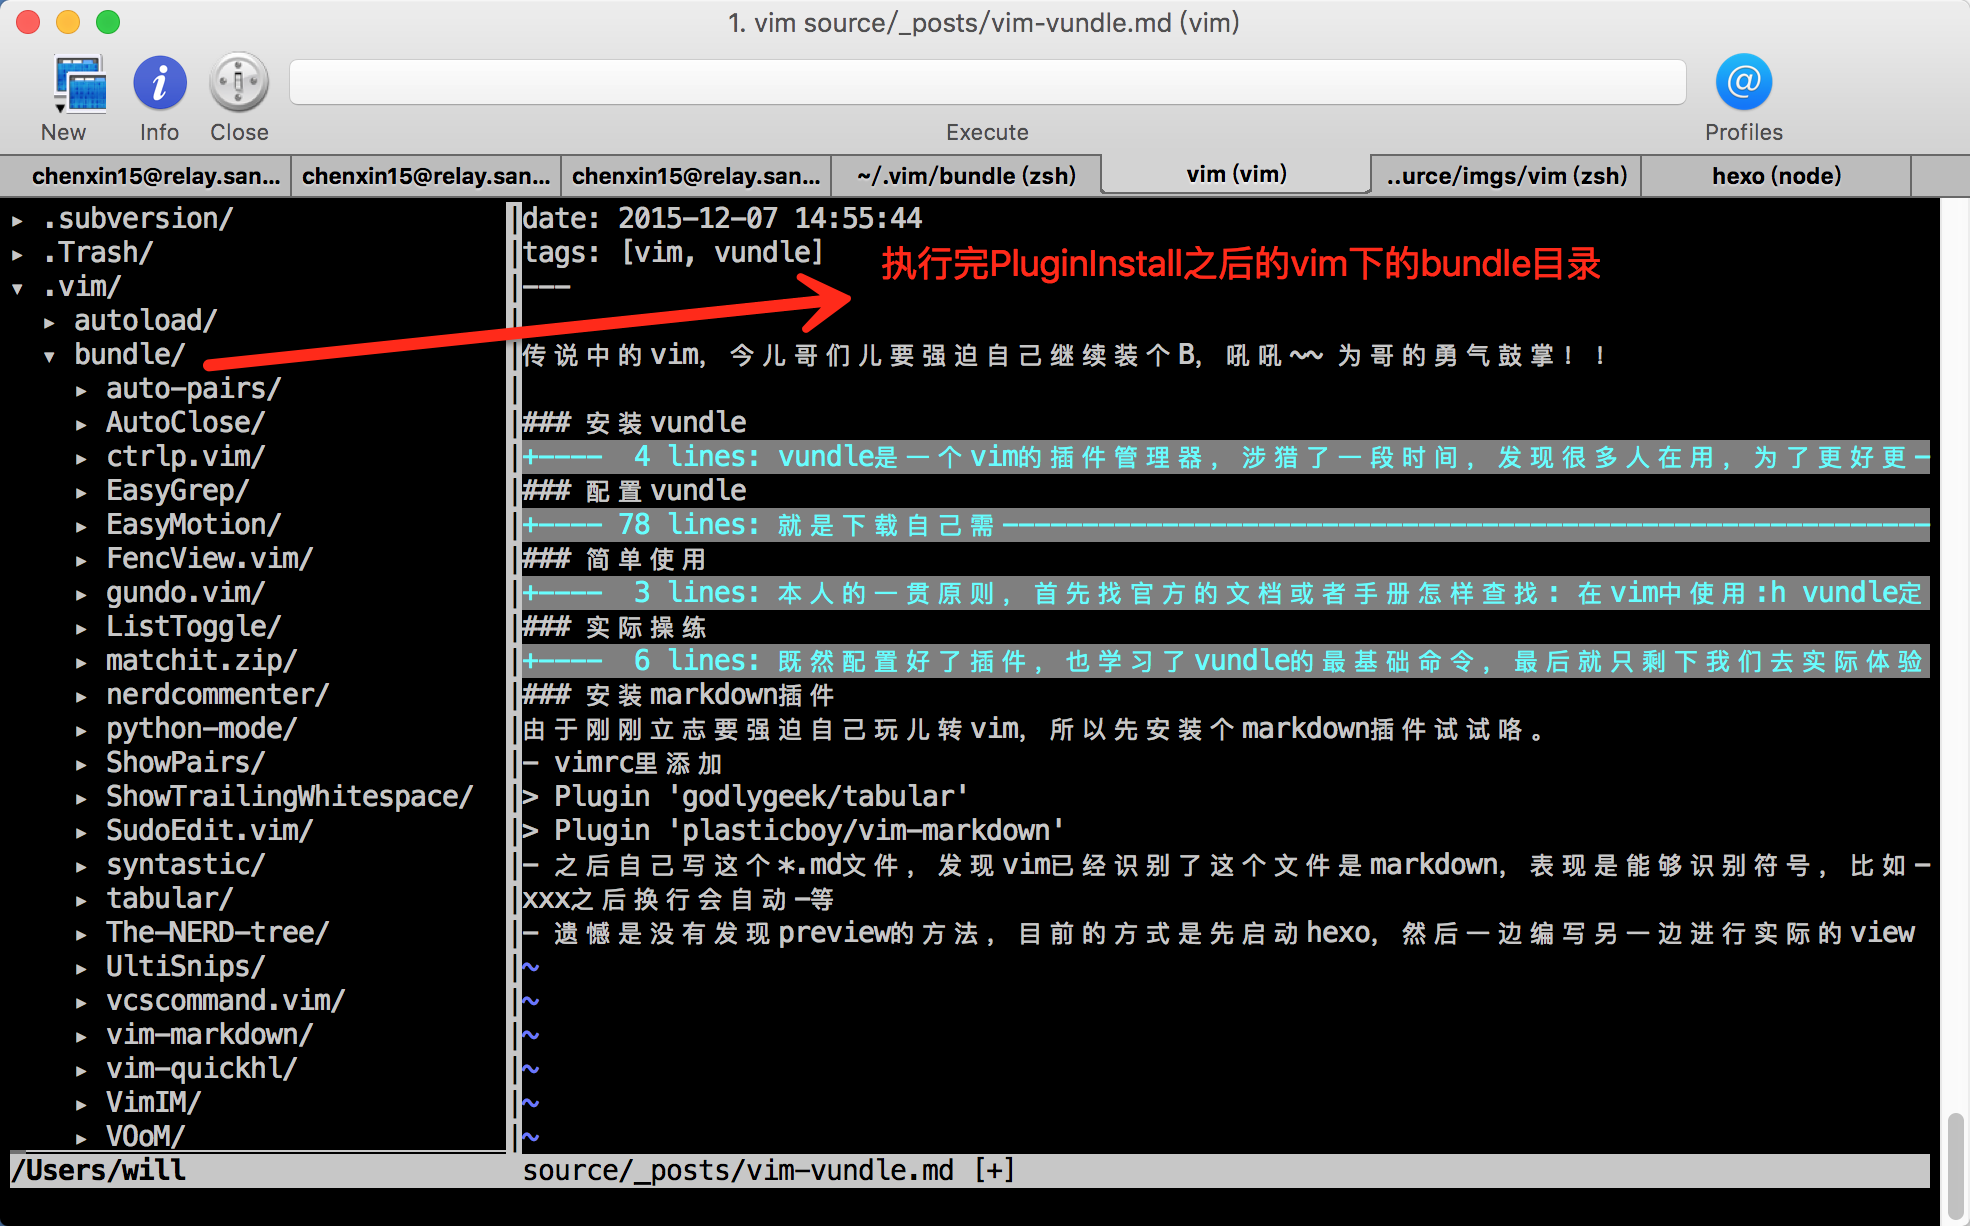 1. vim source/_posts/vim-vundle.md (vim)
New
Info
Close
Execute
Profiles
chenxin15@relay.san...
chenxin15@relay.san...
chenxin15@relay.san...
~/.vim/bundle (zsh)
vim (vim)
..urce/imgs/vim (zsh)
hexo (node)
▸ .subversion/
▸ .Trash/
▾ .vim/
▸ autoload/
▾ bundle/
▸ auto-pairs/
▸ AutoClose/
▸ ctrlp.vim/
▸ EasyGrep/
▸ EasyMotion/
▸ FencView.vim/
▸ gundo.vim/
▸ ListToggle/
▸ matchit.zip/
▸ nerdcommenter/
▸ python-mode/
▸ ShowPairs/
▸ ShowTrailingWhitespace/
▸ SudoEdit.vim/
▸ syntastic/
▸ tabular/
▸ The-NERD-tree/
▸ UltiSnips/
▸ vcscommand.vim/
▸ vim-markdown/
▸ vim-quickhl/
▸ VimIM/
▸ VOoM/
/Users/will
date: 2015-12-07 14:55:44
tags: [vim, vundle]
执行完PluginInstall之后的vim下的bundle目录
---
传说中的vim, 今儿哥们儿要强迫自己继续装个B, 吼吼~~ 为哥的勇气鼓掌！！
### 安装vundle
+---- 4 lines: vundle是一个vim的插件管理器，涉猎了一段时间，发现很多人在用，为了更好更-
### 配置vundle
+---- 78 lines: 就是下载自己需----------------------------------------------------------
### 简单使用
+---- 3 lines: 本人的一贯原则，首先找官方的文档或者手册怎样查找：在vim中使用:h vundle定
### 实际操练
+---- 6 lines: 既然配置好了插件，也学习了vundle的最基础命令，最后就只剩下我们去实际体验
### 安装markdown插件
由于刚刚立志要强迫自己玩儿转vim, 所以先安装个markdown插件试试咯。
- vimrc里添加
> Plugin 'godlygeek/tabular'
> Plugin 'plasticboy/vim-markdown'
- 之后自己写这个*.md文件，发现vim已经识别了这个文件是markdown, 表现是能够识别符号，比如-
xxx之后换行会自动-等
- 遗憾是没有发现preview的方法，目前的方式是先启动hexo, 然后一边编写另一边进行实际的view
~
~
~
~
~
~
source/_posts/vim-vundle.md [+]